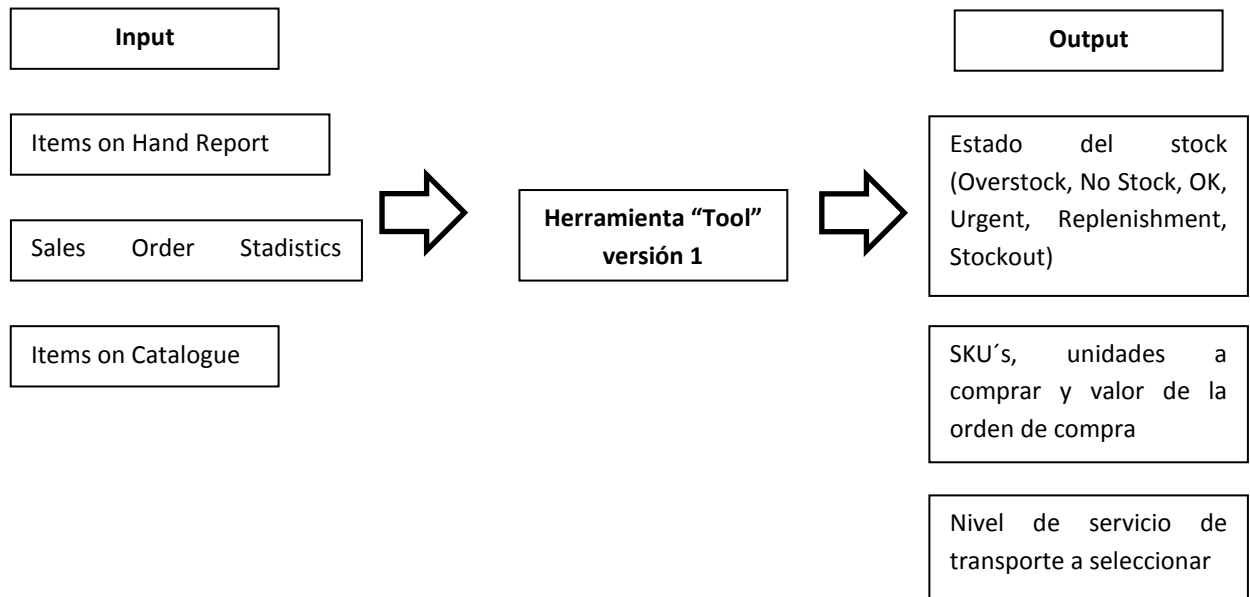 Input
Output
Items on Hand Report
Sales Order Stadistics
Items on Catalogue
Herramienta “Tool”
versión 1
Estado del stock
(Overstock, No Stock, OK,
Urgent, Replenishment,
Stockout)
SKU´s, unidades a
comprar y valor de la
orden de compra
Nivel de servicio de
transporte a seleccionar